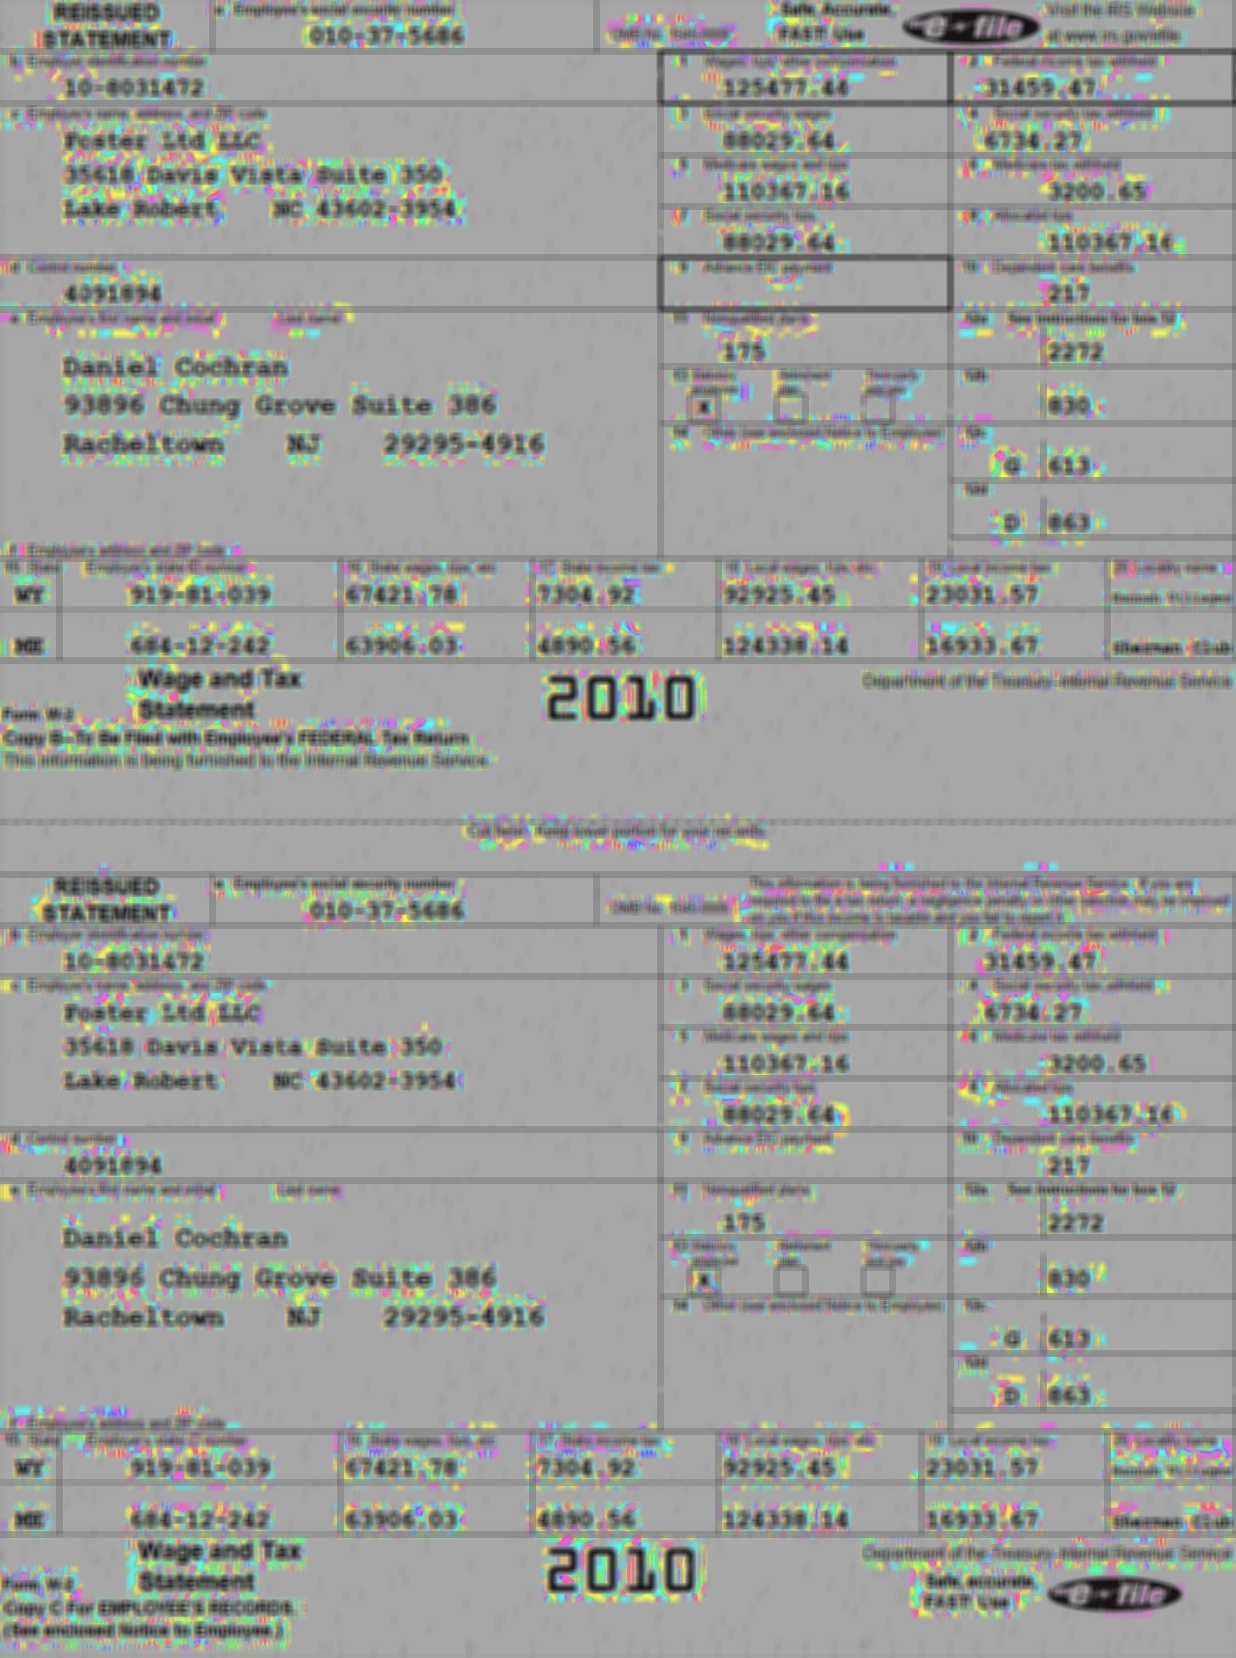 REISSUED STATEMENT
a Employee's social security number
010-37-5686
OMB No.
Safe, Accurate, FAST! Use
e~file
Visit the IRS Website at www.irs.gov/efile.
b Employer identification number
10-8031472
1 Wages, tips, other compensation
125477.44
2 Federal income tax withheld
31459.47
c Employer's name, address, and ZIP code
Foster Ltd LLC
35618 Davis Vista Suite 350
Lake Robert NC 43602-3954
3 Social security wages
88029.64
4 Social security tax withheld
6734.27
5 Medicare wages and tips
110367.16
6 Medicare tax withheld
3200.65
7 Social security tips
88029.64
8 Allocated tips
110367.16
d Control number
4091894
9 Advance EIC payment
10 Dependent care benefits
217
e Employee's first name and initial Last name
Daniel Cochran
93896 Chung Grove Suite 386
Racheltown NJ 29295-4916
11 Nonqualified plans
175
12a See instructions for box 12
2272
13 Statutory employee Retirement plan Third-party sick pay
X
12b
830
14 Other (see enclosed Notice to Employee)
12c
G 613
12d
D 863
f Employee's address and ZIP code
15 State Employer's state ID number 16 State wages, tips, etc. 17 State income tax 18 Local wages, tips, etc. 19 Local income tax 20 Locality name
WY 919-81-039 67421.78 7304.92 92925.45 23031.57
ME 684-12-242 63906.03 4890.56 124338.14 16933.67 Sherman Club
Wage and Tax
Statement
Form W-2
2010
Department of the Treasury-Internal Revenue Service
Copy B—To Be Filed with Employee's FEDERAL Tax Return
This information is being furnished to the Internal Revenue Service.
Cut here. Keep lower portion for your records.
REISSUED STATEMENT
a Employee's social security number
010-37-5686
OMB No.
This information is being furnished to the Internal Revenue Service. If you are
required to file a tax return, a negligence penalty or other sanction may be imposed
on you if this income is taxable and you fail to report it.
b Employer identification number
10-8031472
1 Wages, tips, other compensation
125477.44
2 Federal income tax withheld
31459.47
c Employer's name, address, and ZIP code
Foster Ltd LLC
35618 Davis Vista Suite 350
Lake Robert NC 43602-3954
3 Social security wages
88029.64
4 Social security tax withheld
6734.27
5 Medicare wages and tips
110367.16
6 Medicare tax withheld
3200.65
7 Social security tips
88029.64
8 Allocated tips
110367.16
d Control number
4091894
9 Advance EIC payment
10 Dependent care benefits
217
e Employee's first name and initial Last name
Daniel Cochran
93896 Chung Grove Suite 386
Racheltown NJ 29295-4916
11 Nonqualified plans
175
12a See instructions for box 12
2272
13 Statutory employee Retirement plan Third-party sick pay
X
12b
830
14 Other (see enclosed Notice to Employee)
12c
G 613
12d
D 863
f Employee's address and ZIP code
15 State Employer's state ID number 16 State wages, tips, etc. 17 State income tax 18 Local wages, tips, etc. 19 Local income tax 20 Locality name
WY 919-81-039 67421.78 7304.92 92925.45 23031.57
ME 684-12-242 63906.03 4890.56 124338.14 16933.67 Sherman Club
Wage and Tax
Statement
Form W-2
2010
Department of the Treasury-Internal Revenue Service
Copy C For EMPLOYEE'S RECORDS.
(See enclosed Notice to Employee.)
Safe, accurate, FAST! Use
e~file